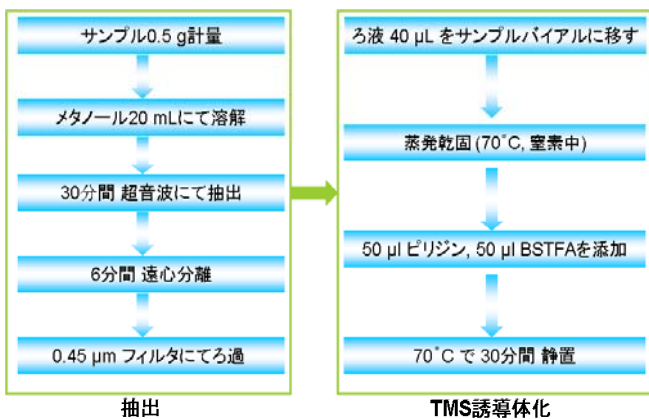 サンプル0.5 g計量
メタノール20 mLにて溶解
30分間 超音波にて抽出
6分間 遠心分離
0.45 µm フィルタにてろ過
抽出
ろ液 40 µL をサンプルバイアルに移す
蒸発乾固 (70˚C, 窒素中)
50 µl ピリジン, 50 µl BSTFAを添加
70˚C で 30分間 静置
TMS誘導体化